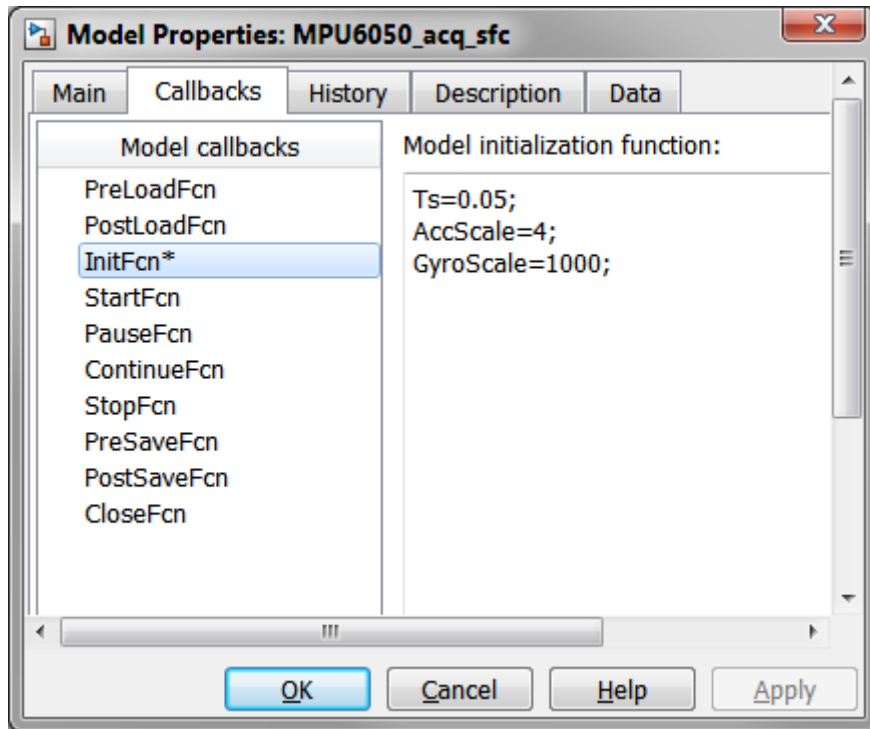 Model Properties: MPU6050_acq_sfc
Main Callbacks History Description Data
Model callbacks
PreLoadFcn
PostLoadFcn
InitFcn*
StartFcn
PauseFcn
ContinueFcn
StopFcn
PreSaveFcn
PostSaveFcn
CloseFcn
Model initialization function:
Ts=0.05;
AccScale=4;
GyroScale=1000;
OK Cancel Help Apply